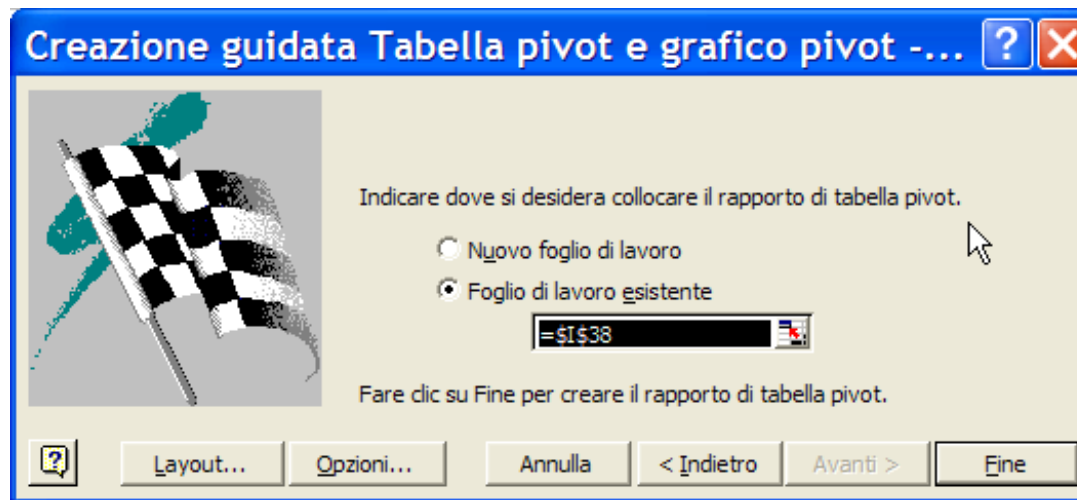 Creazione guidata Tabella pivot e grafico pivot -...
Indicare dove si desidera collocare il rapporto di tabella pivot.
Nuovo foglio di lavoro
Foglio di lavoro esistente
=$I$38
Fare clic su Fine per creare il rapporto di tabella pivot.
Layout... Opzioni... Annulla < Indietro Avanti > Fine